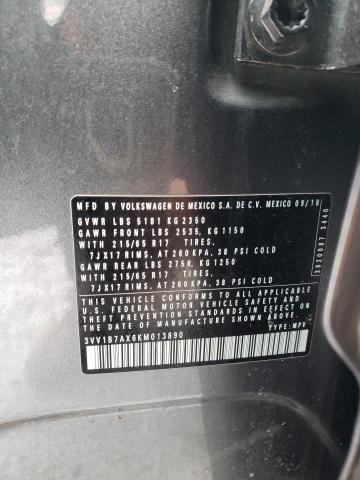 MFD BY VOLKSWAGEN DE MEXICO S.A. DE C.V. MEXICO 09/18
GVWR LBS 5181 KG 2350
GAWR FRONT LBS 2535, KG 1150
WITH 215/65 R17 TIRES,
7JX17 RIMS, AT 260 KPA, 38 PSI COLD
GAWR REAR LBS 2756, KG 1250
WITH 215/65 R17 TIRES,
7JX17 RIMS, AT 260 KPA, 38 PSI COLD
THIS VEHICLE CONFORMS TO ALL APPLICABLE
U.S. FEDERAL MOTOR VEHICLE SAFETY AND
THEFT PREVENTION STANDARDS IN EFFECT ON THE
DATE OF MANUFACTURE SHOWN ABOVE.
3VV1B7AX6KM013890
TYPE: MPV